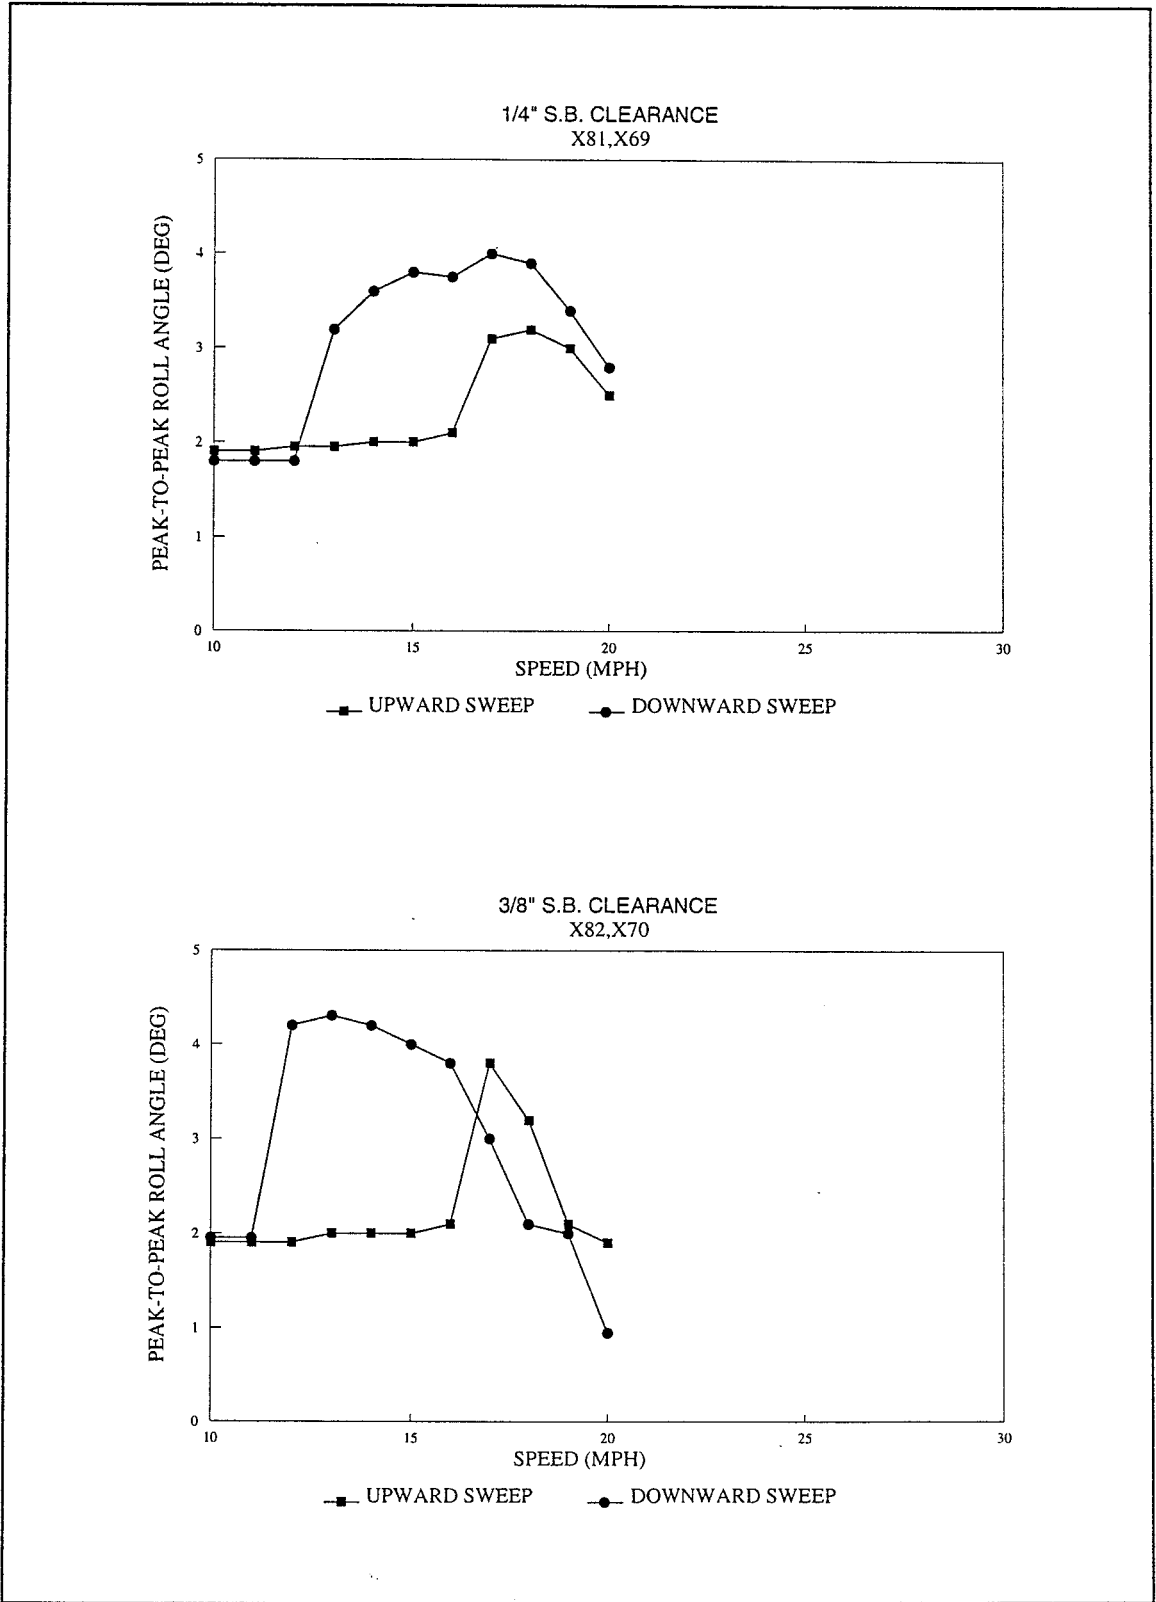 1/4" S.B. CLEARANCE
X81,X69
PEAK-TO-PEAK ROLL ANGLE (DEG)
5
4
3
2
1
0
10 15 20 25 30
SPEED (MPH)
UPWARD SWEEP DOWNWARD SWEEP
3/8" S.B. CLEARANCE
X82,X70
PEAK-TO-PEAK ROLL ANGLE (DEG)
5
4
3
2
1
0
10 15 20 25 30
SPEED (MPH)
UPWARD SWEEP DOWNWARD SWEEP